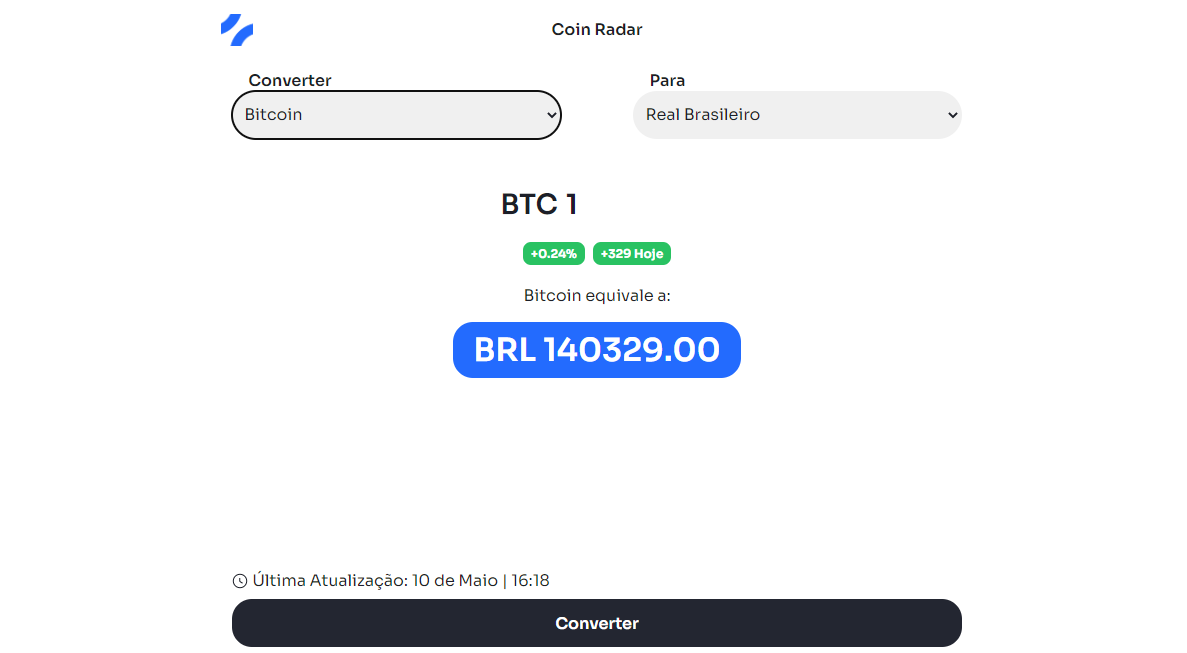 Coin Radar
Converter
Para
Bitcoin
Real Brasileiro
BTC 1
+0.24% +329 Hoje
Bitcoin equivale a:
BRL 140329.00
Última Atualização: 10 de Maio | 16:18
Converter